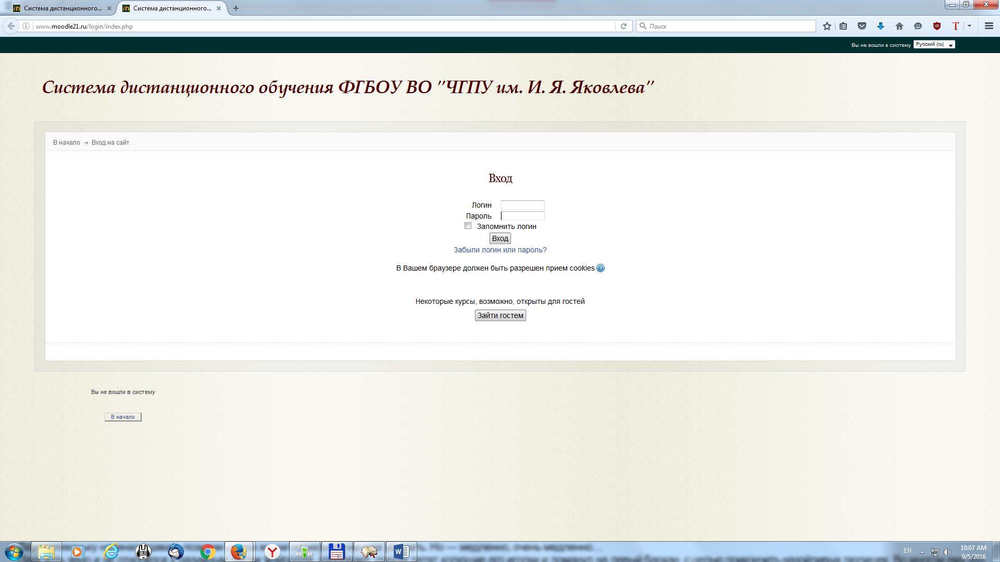 Система дистанционного...
Система дистанционного...
www.moodle21.ru/login/index.php
Поиск
Вы не вошли в систему
Русский (ru)
Система дистанционного обучения ФГБОУ ВО "ЧГПУ им. И. Я. Яковлева"
В начало
Вход на сайт
Вход
Логин
Пароль
Запомнить логин
Вход
Забыли логин или пароль?
В Вашем браузере должен быть разрешен прием cookies
Некоторые курсы, возможно, открыты для гостей
Зайти гостем
Вы не вошли в систему
В начало
EN
10:07 AM
9/5/2016